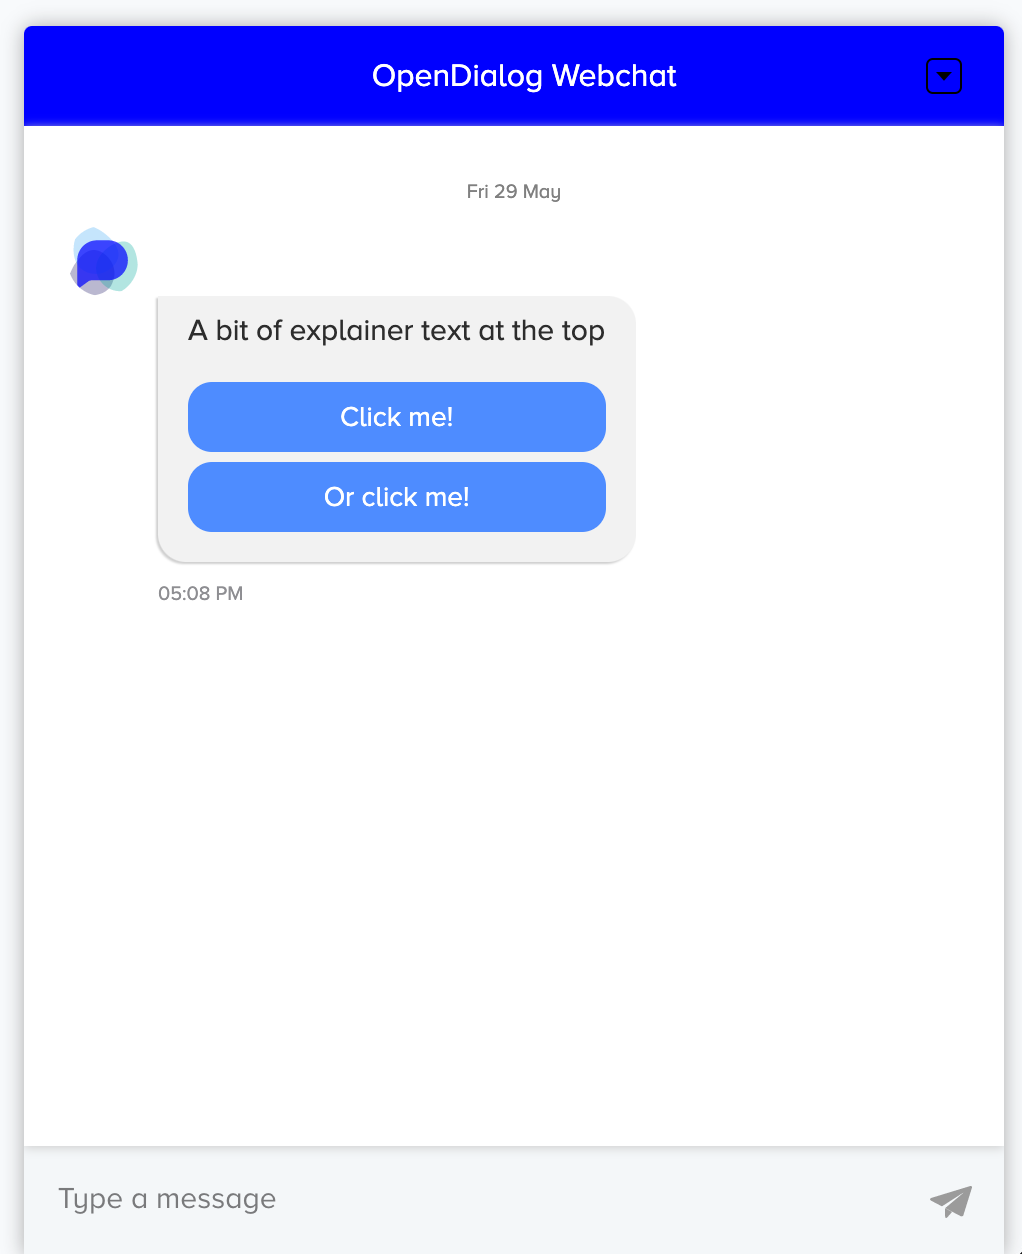 OpenDialog Webchat
Fri 29 May
A bit of explainer text at the top
Click me!
Or click me!
05:08 PM
Type a message